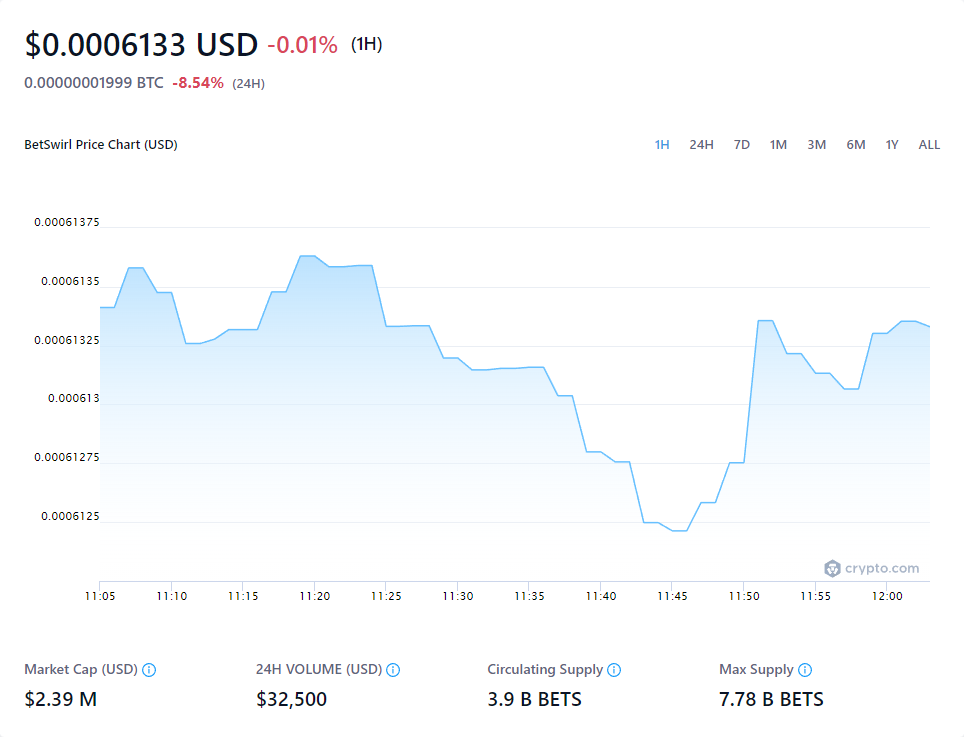 $0.0006133 USD -0.01% (1H)
0.00000001999 BTC -8.54% (24H)
BetSwirl Price Chart (USD) 1H 24H 7D 1M 3M 6M 1Y ALL
0.00061375
0.0006135
0.00061325
0.000613
0.00061275
0.0006125
crypto.com
11:05 11:10 11:15 11:20 11:25 11:30 11:35 11:40 11:45 11:50 11:55 12:00
Market Cap (USD) 24H VOLUME (USD) Circulating Supply Max Supply
$2.39 M $32,500 3.9 B BETS 7.78 B BETS